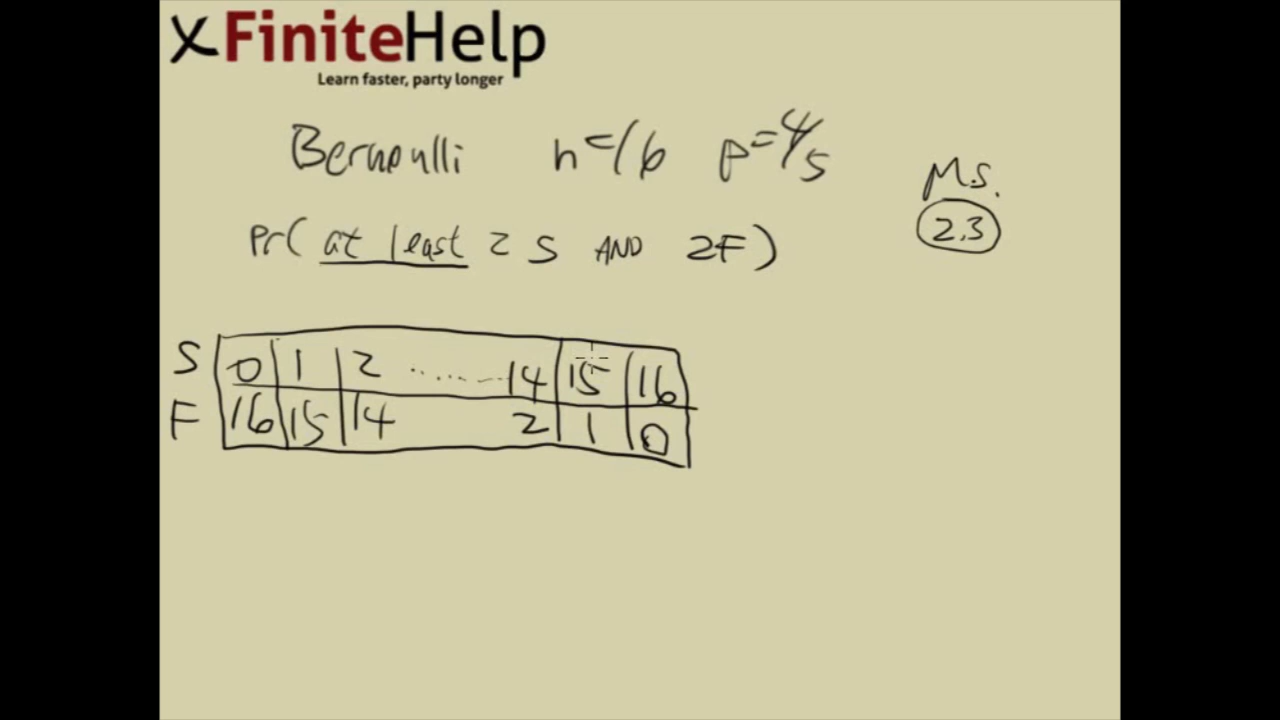 XFiniteHelp
Learn faster, party longer
Bernoulli n=16 p=4/5
M.S.
2.3
Pr( at least 2 S AND 2F)
S 0 1 2 ...... 14 15 16
F 16 15 14 2 1 0